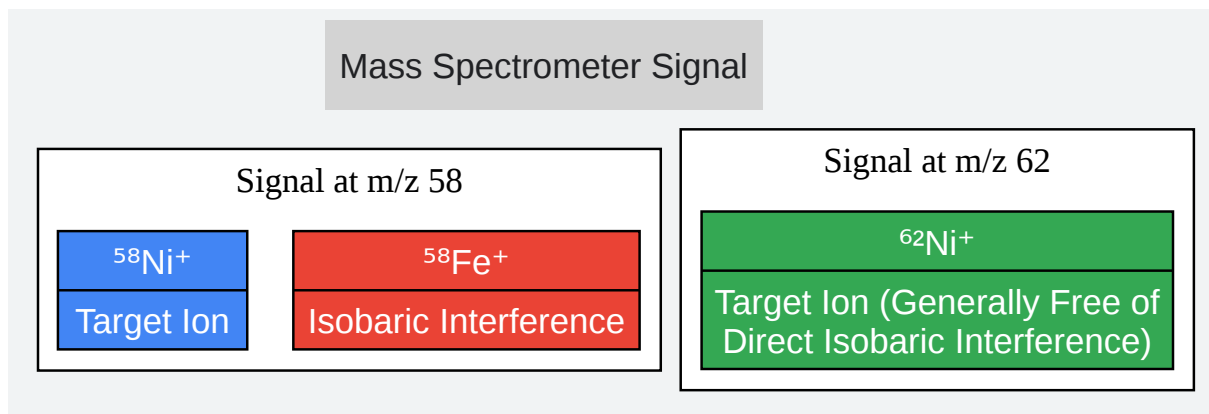 Mass Spectrometer Signal
Signal at m/z 58
⁵⁸Ni⁺
Target Ion
⁵⁸Fe⁺
Isobaric Interference
Signal at m/z 62
⁶²Ni⁺
Target Ion (Generally Free of
Direct Isobaric Interference)